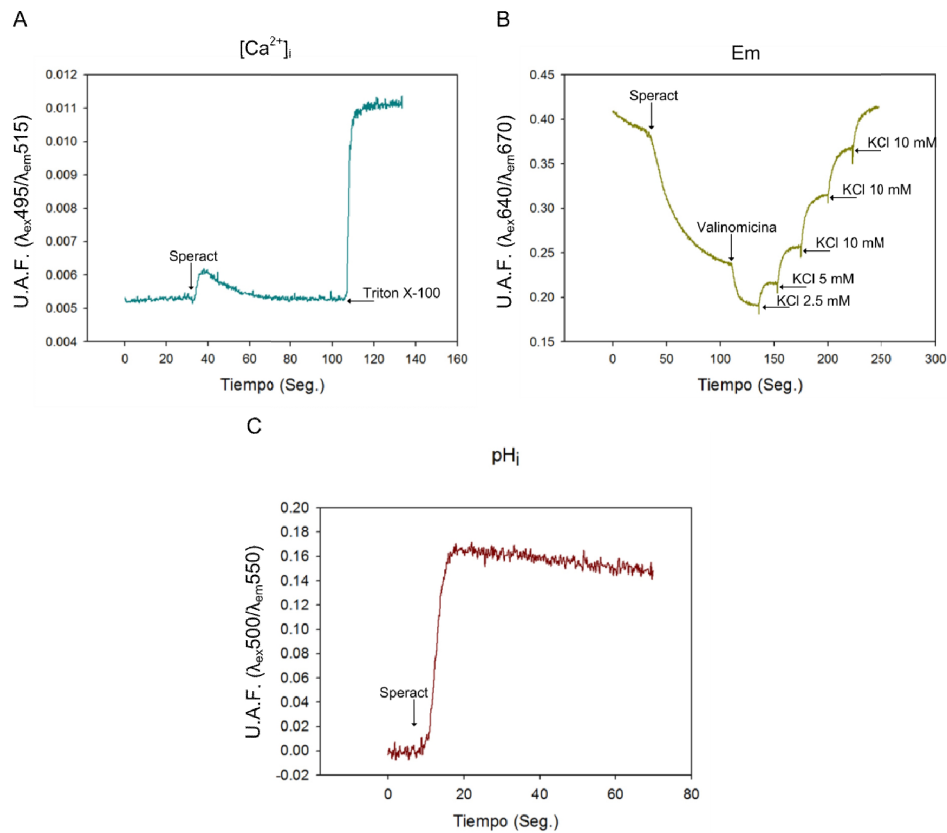 A
[Ca²⁺]ᵢ
U.A.F. (λex495/λem515)
0.012
0.011
0.010
0.009
0.008
0.007
0.006
0.005
0.004
Speract
Triton X-100
0 20 40 60 80 100 120 140 160
Tiempo (Seg.)
B
Em
U.A.F. (λex640/λem670)
0.45
0.40
0.35
0.30
0.25
0.20
0.15
Speract
Valinomicina
KCl 10 mM
KCl 10 mM
KCl 10 mM
KCl 5 mM
KCl 2.5 mM
0 50 100 150 200 250 300
Tiempo (Seg.)
C
pHi
U.A.F. (λex500/λem550)
0.20
0.18
0.16
0.14
0.12
0.10
0.08
0.06
0.04
0.02
0.00
-0.02
Speract
0 20 40 60 80
Tiempo (Seg.)